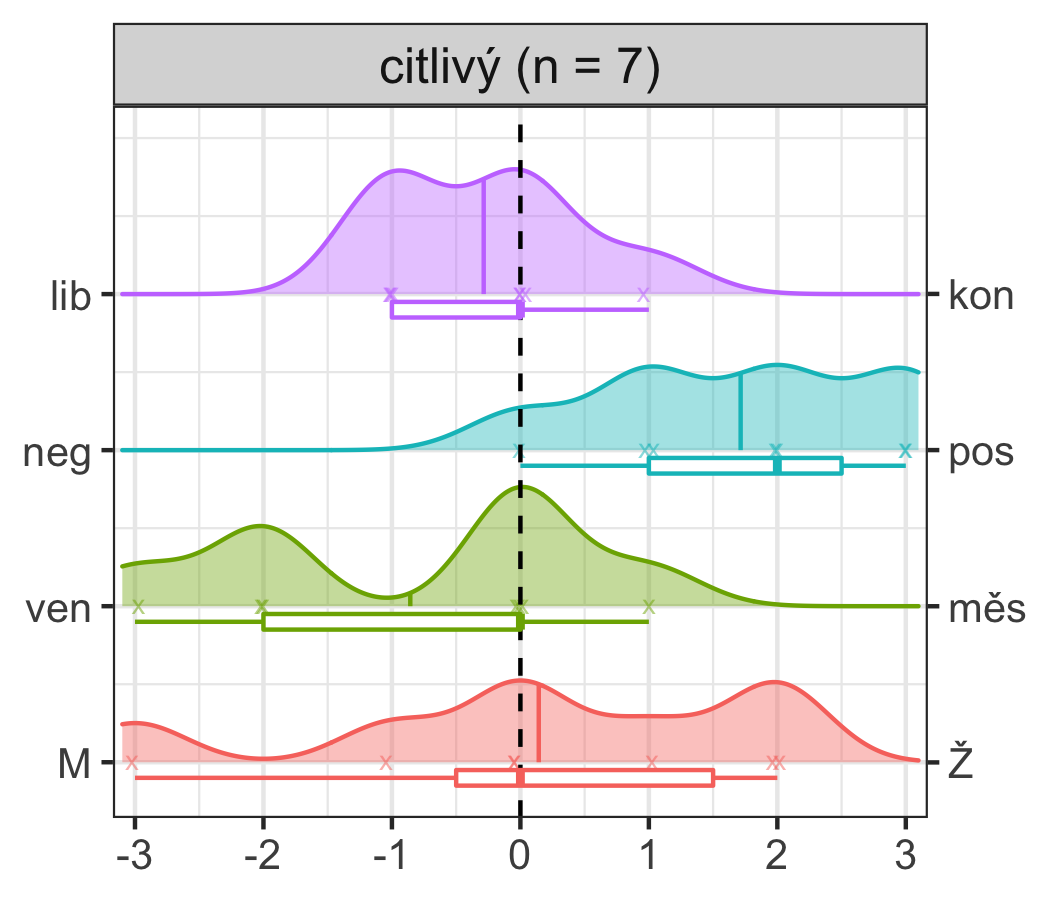 citlivý (n = 7)
lib kon
neg pos
ven měs
M Ž
-3 -2 -1 0 1 2 3